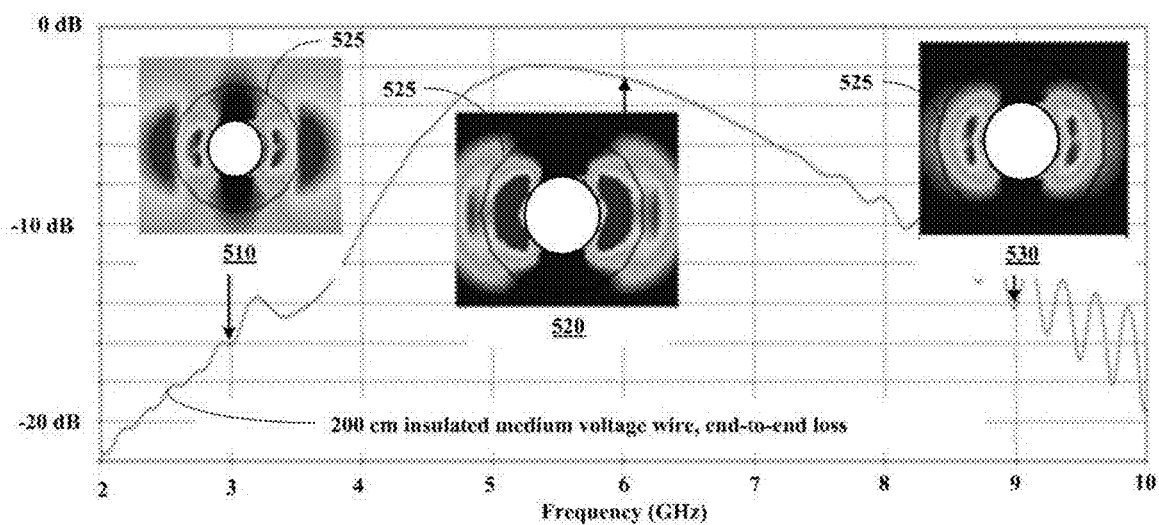 0 dB
525
525
525
-10 dB
510
520
530
-20 dB
200 cm insulated medium voltage wire, end-to-end loss
2 3 4 5 6 7 8 9 10
Frequency (GHz)